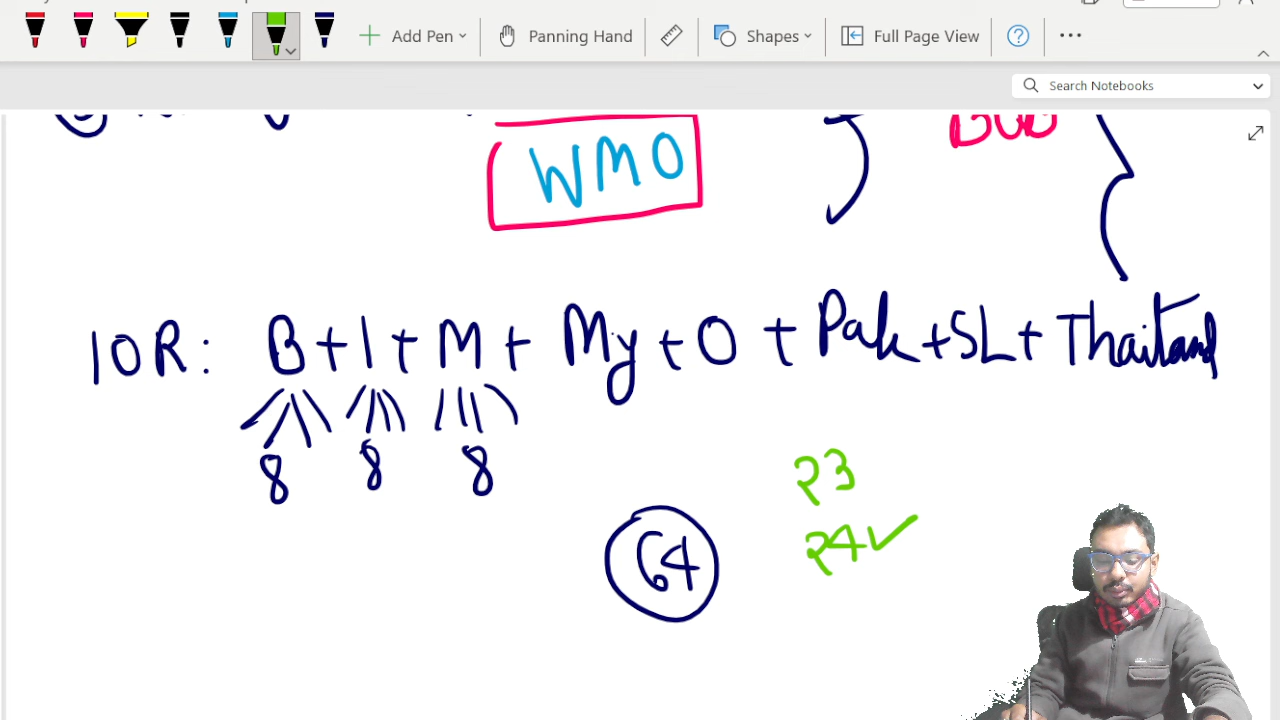 Add Pen
Panning Hand
Shapes
Full Page View
Search Notebooks
BOB
WMO
IOR: B+I+M+My+O+Pak+SL+Thailand
8 8 8
23
24✓
64